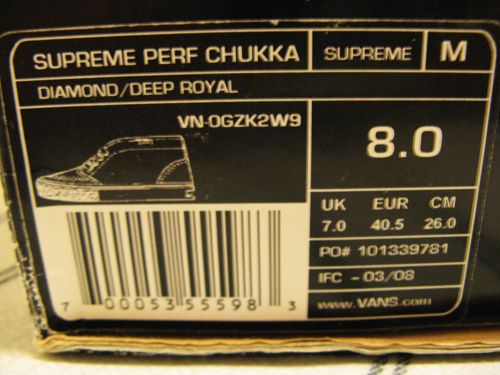 SUPREME PERF CHUKKA
SUPREME
M
DIAMOND/DEEP ROYAL
VN-0GZK2W9
8.0
UK EUR CM
7.0 40.5 26.0
PO# 101339781
IFC - 03/08
www.VANS.com
7 00053 55598 3